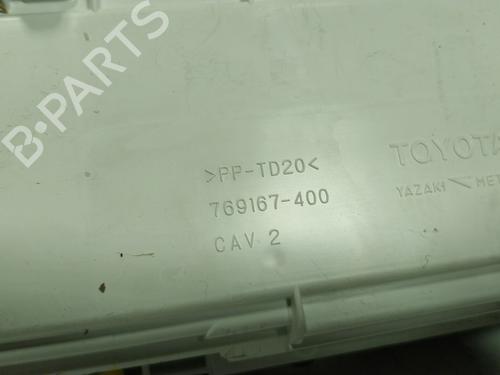 B-PARTS
>PP-TD20<
769167-400
CAV 2
TOYOTA
YAZAKI